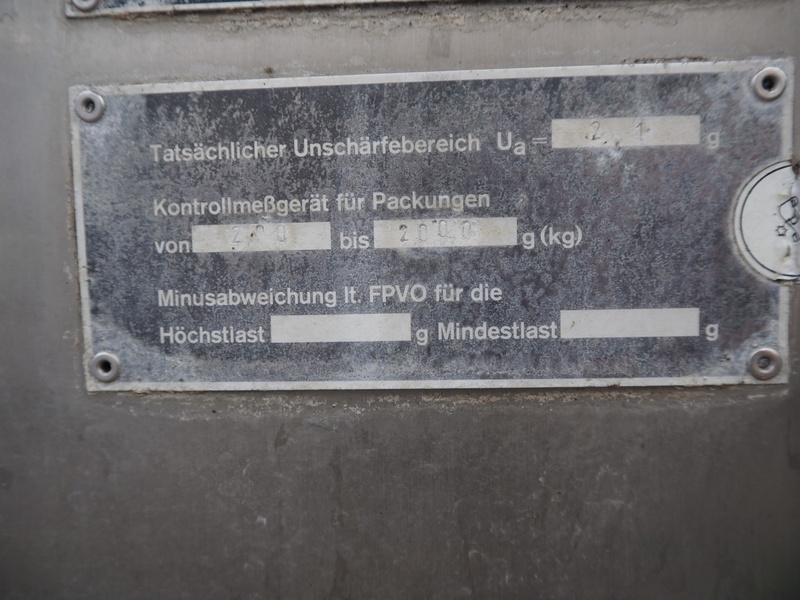 Tatsächlicher Unschärfebereich Ua = 2 1 g
Kontrollmeßgerät für Packungen
von 200 bis 2000 g (kg)
Minusabweichung lt. FPVO für die
Höchstlast g Mindestlast g